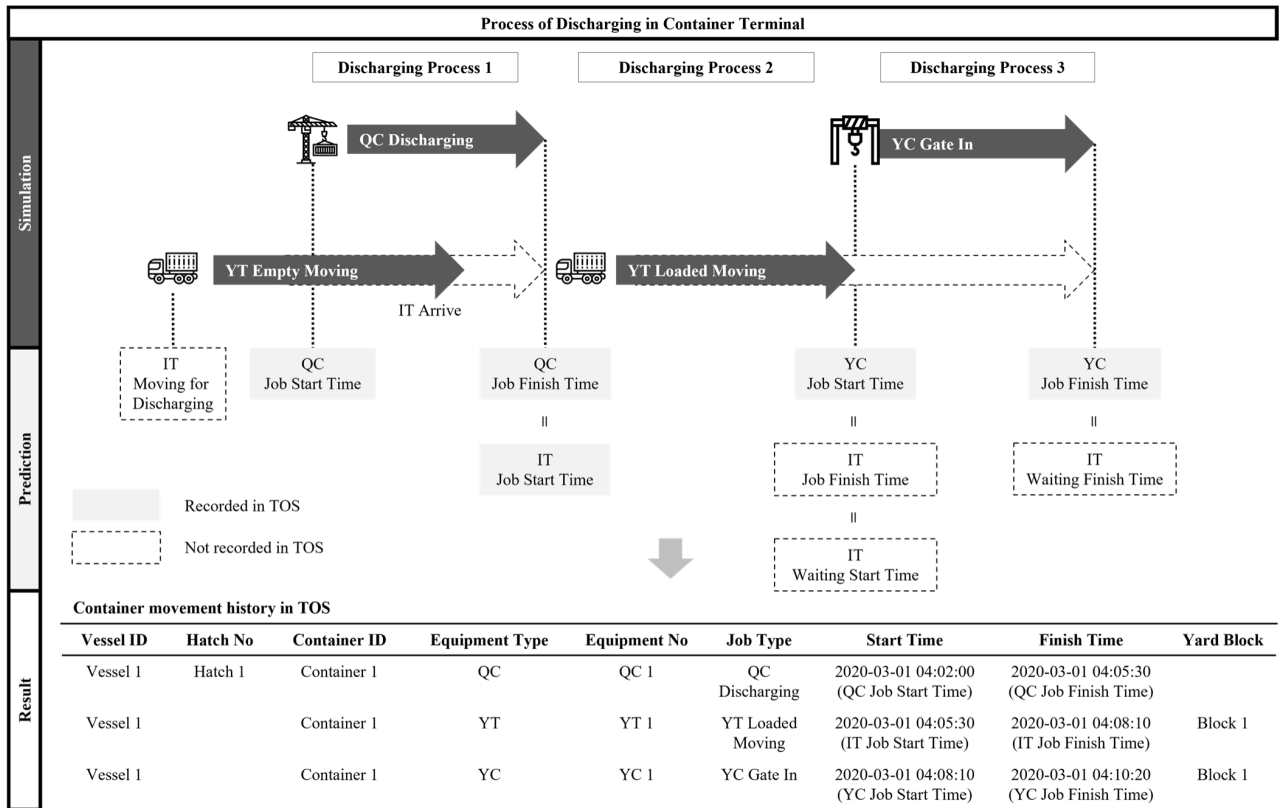 Process of Discharging in Container Terminal
Simulation
Discharging Process 1
Discharging Process 2
Discharging Process 3
QC Discharging
YC Gate In
YT Empty Moving
YT Loaded Moving
IT Arrive
Prediction
IT
Moving for
Discharging
QC
Job Start Time
QC
Job Finish Time
YC
Job Start Time
YC
Job Finish Time
=
=
=
IT
Job Start Time
IT
Job Finish Time
IT
Waiting Finish Time
=
IT
Waiting Start Time
Recorded in TOS
Not recorded in TOS
Result
Container movement history in TOS
Vessel ID Hatch No Container ID Equipment Type Equipment No Job Type Start Time Finish Time Yard Block
Vessel 1 Hatch 1 Container 1 QC QC 1 QC 2020-03-01 04:02:00 2020-03-01 04:05:30
Discharging (QC Job Start Time) (QC Job Finish Time)
Vessel 1 Container 1 YT YT 1 YT Loaded 2020-03-01 04:05:30 2020-03-01 04:08:10 Block 1
Moving (IT Job Start Time) (IT Job Finish Time)
Vessel 1 Container 1 YC YC 1 YC Gate In 2020-03-01 04:08:10 2020-03-01 04:10:20 Block 1
(YC Job Start Time) (YC Job Finish Time)